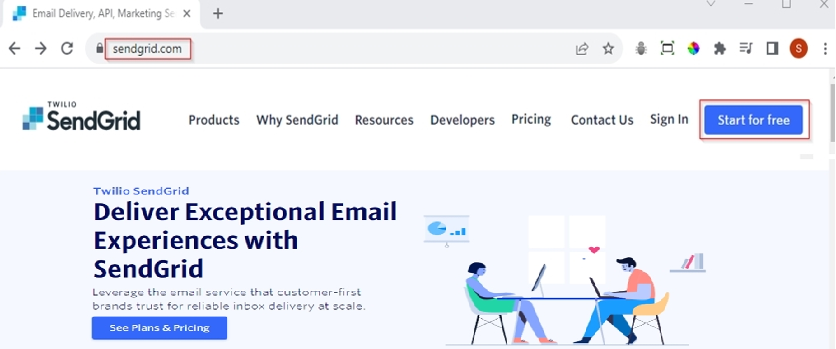 Email Delivery, API, Marketing Se
sendgrid.com
S
TWILIO
SendGrid
Products Why SendGrid Resources Developers Pricing Contact Us Sign In Start for free
Twilio SendGrid
Deliver Exceptional Email
Experiences with
SendGrid
Leverage the email service that customer-first
brands trust for reliable inbox delivery at scale.
See Plans & Pricing